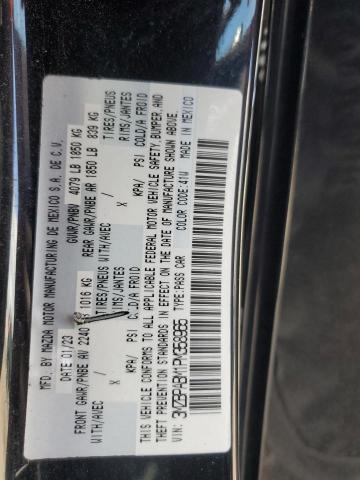 MFD. BY MAZDA MOTOR MANUFACTURING DE MEXICO S.A. DE C.V.
DATE 01/23 GVWR/PNBV 4079 LB 1850 KG
FRONT GAWR/PNBE AV 2240 LB 1016 KG REAR GAWR/PNBE AR 1850 LB 839 KG
WITH/AVEC TIRES/PNEUS WITH/AVEC TIRES/PNEUS
/ X RIMS/JANTES / X RIMS/JANTES
KPA/ PSI COLD/A FROID KPA/ PSI COLD/A FROID
THIS VEHICLE CONFORMS TO ALL APPLICABLE FEDERAL MOTOR VEHICLE SAFETY, BUMPER, AND
THEFT PREVENTION STANDARDS IN EFFECT ON THE DATE OF MANUFACTURE SHOWN ABOVE.
VIN: TYPE: PASS CAR COLOR CODE: 41V MADE IN MEXICO